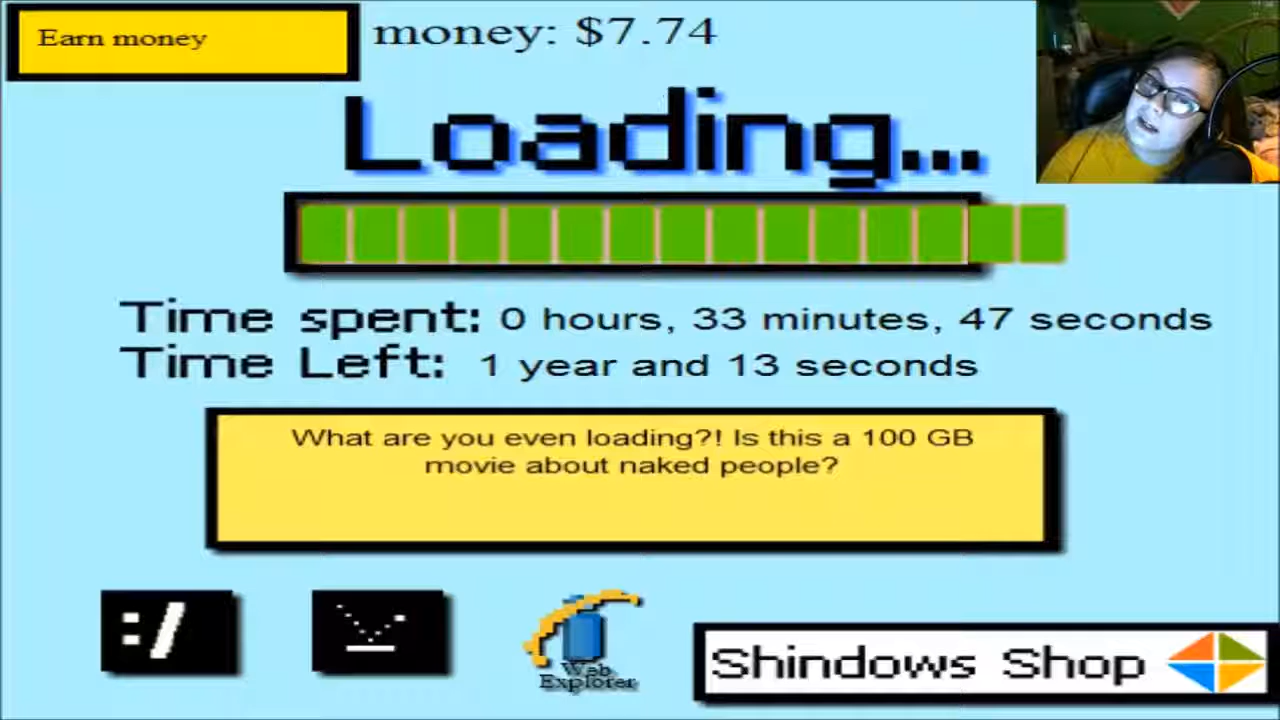 Earn money
money: $7.74
Loading...
Time spent: 0 hours, 33 minutes, 47 seconds
Time Left: 1 year and 13 seconds
What are you even loading?! Is this a 100 GB
movie about naked people?
:/
Web
Explorer
Shindows Shop